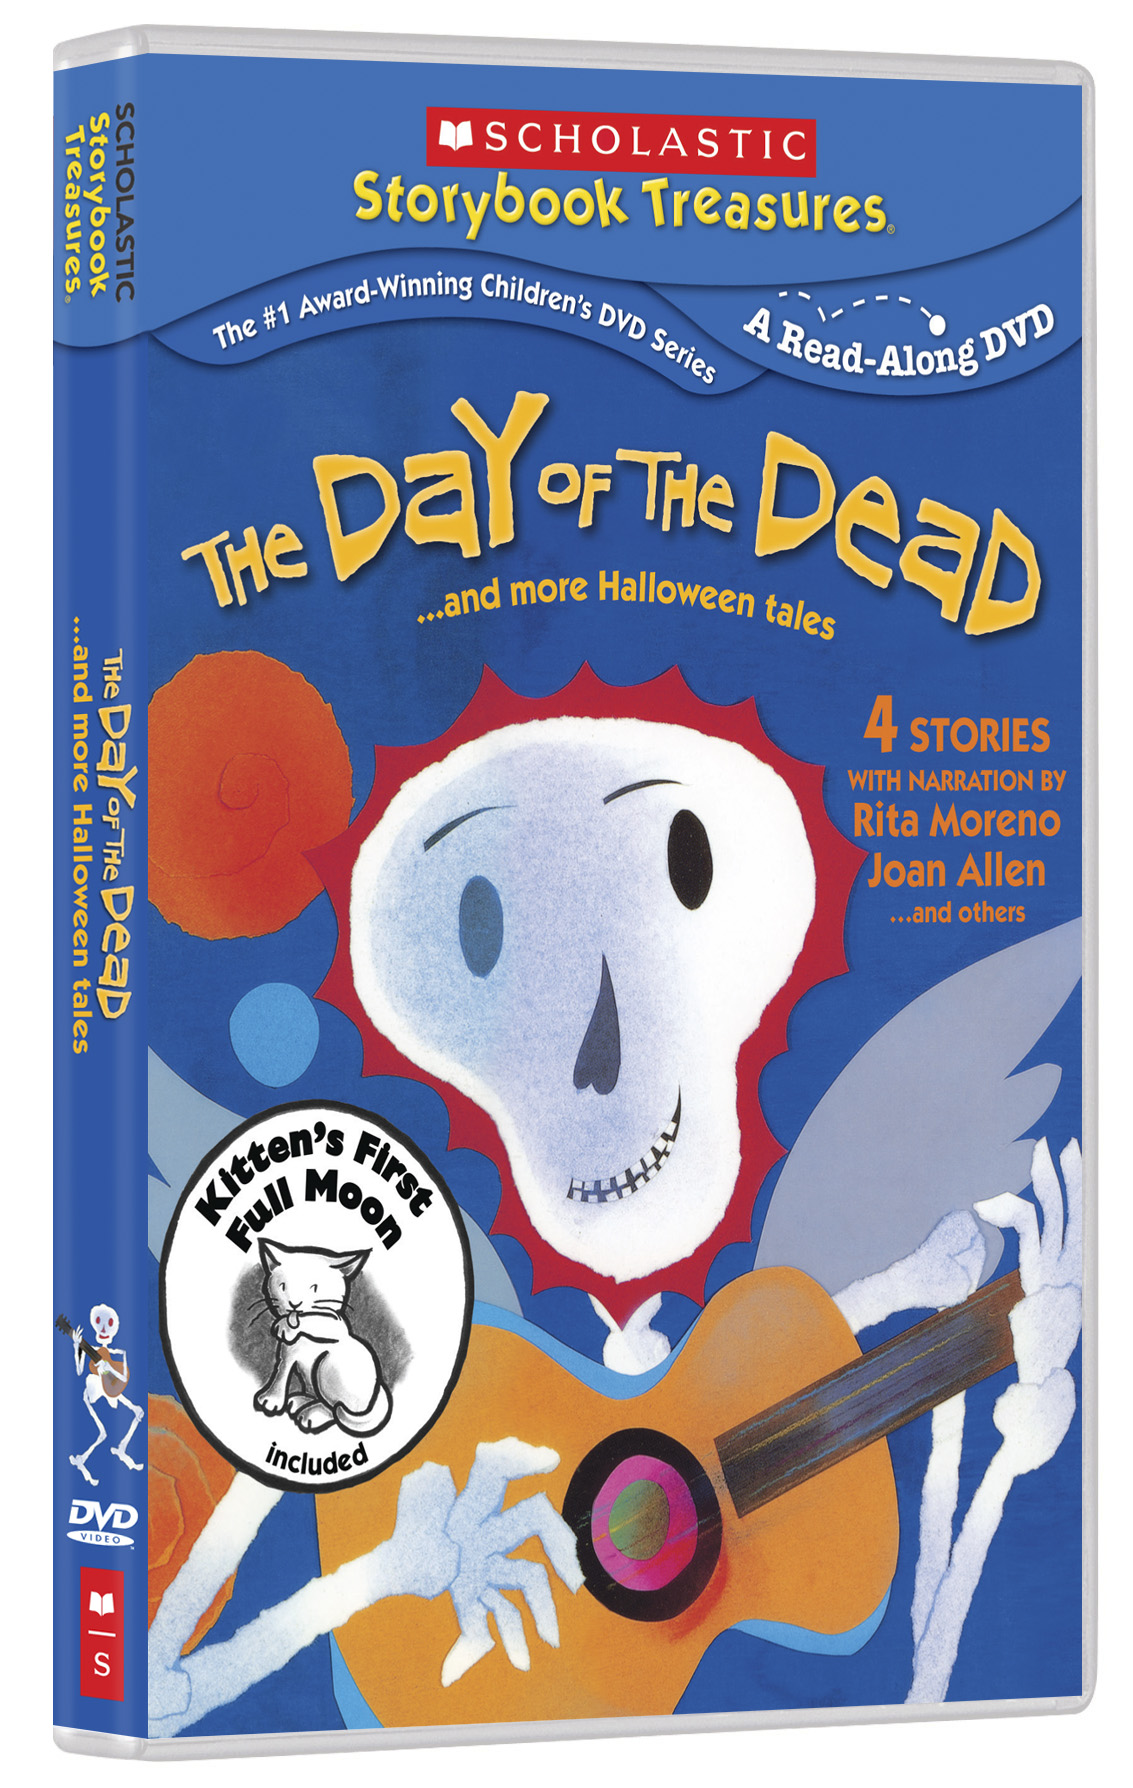 SCHOLASTIC
Storybook Treasures®
The #1 Award-Winning Children's DVD Series
A Read-Along DVD
THE DaY OF THE DeaD
...and more Halloween tales
4 STORIES
WITH NARRATION BY
Rita Moreno
Joan Allen
...and others
Kitten's First
Full Moon
included
SCHOLASTIC
Storybook
Treasures®
THE DaY OF THE DeaD
...and more Halloween tales
DVD
VIDEO
S